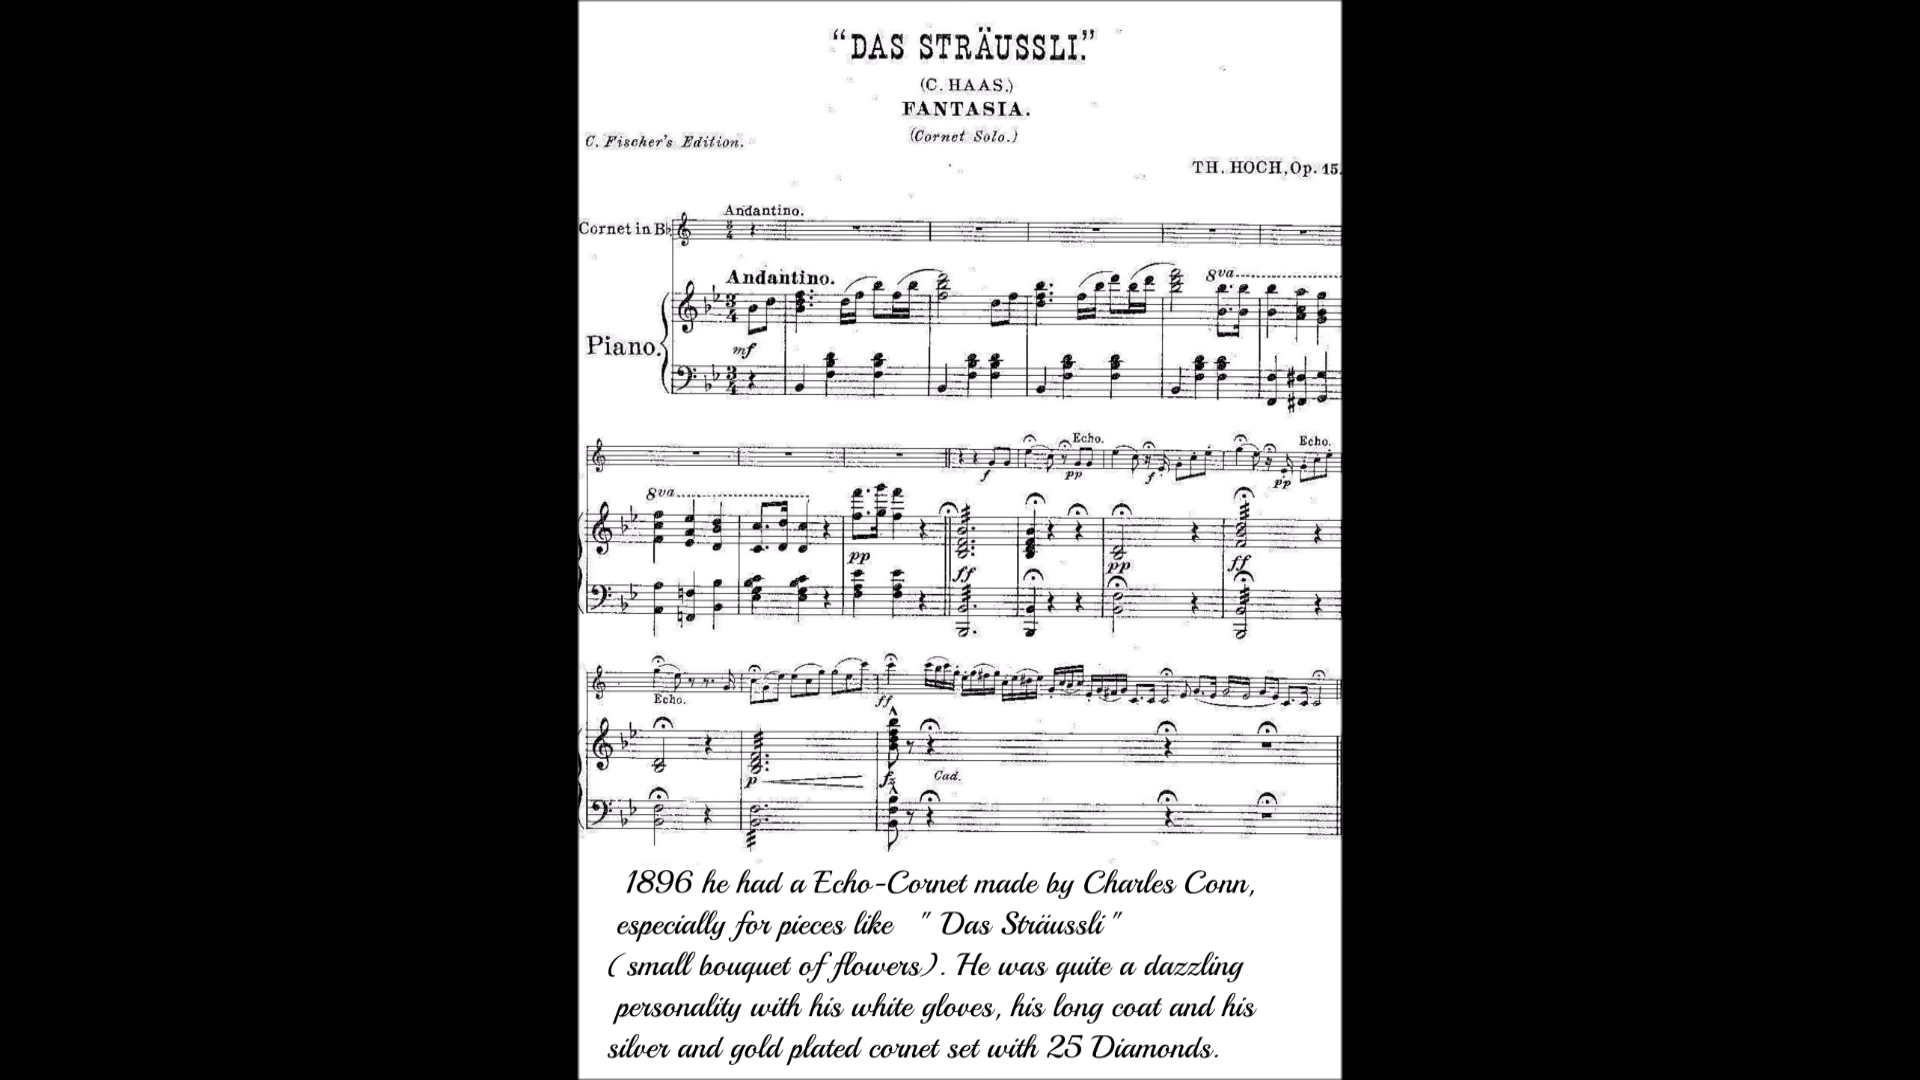 “DAS STRÄUSSLI.”
(C. HAAS.)
FANTASIA.
(Cornet Solo.)
C. Fischer's Edition.
TH. HOCH, Op. 15.
Andantino.
Cornet in B♭
Andantino.
8va
Piano.
mf
Echo.
Echo.
f
pp
f
pp
8va
pp
ff
pp
ff
Echo.
ff
p
fz
Cad.
1896 he had a Echo-Cornet made by Charles Conn,
especially for pieces like " Das Sträussli "
( small bouquet of flowers). He was quite a dazzling
personality with his white gloves, his long coat and his
silver and gold plated cornet set with 25 Diamonds.